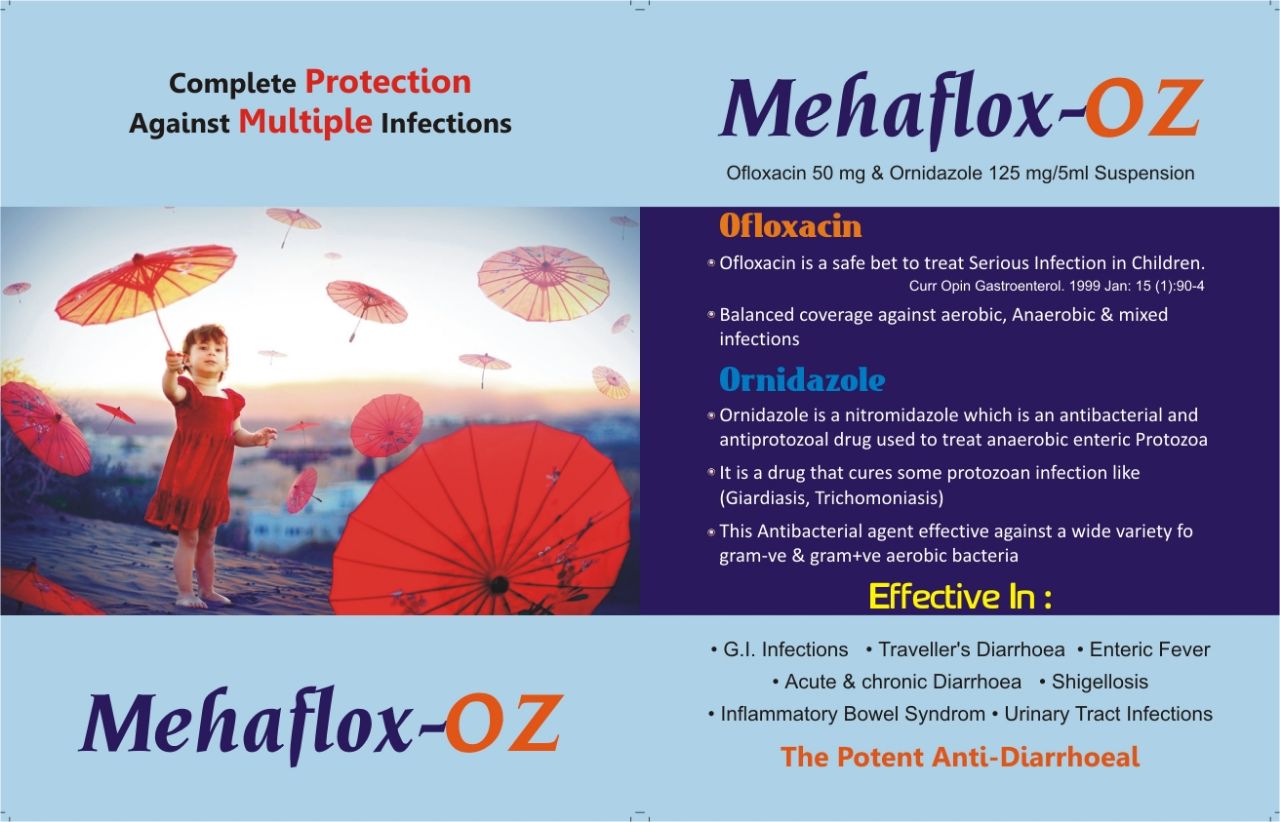 Complete Protection
Against Multiple Infections
Mehaflox-OZ
Mehaflox-OZ
Ofloxacin 50 mg & Ornidazole 125 mg/5ml Suspension
Ofloxacin
Ofloxacin is a safe bet to treat Serious Infection in Children.
Curr Opin Gastroenterol. 1999 Jan: 15 (1):90-4
Balanced coverage against aerobic, Anaerobic & mixed
infections
Ornidazole
Ornidazole is a nitromidazole which is an antibacterial and
antiprotozoal drug used to treat anaerobic enteric Protozoa
It is a drug that cures some protozoan infection like
(Giardiasis, Trichomoniasis)
This Antibacterial agent effective against a wide variety fo
gram-ve & gram+ve aerobic bacteria
Effective In :
• G.I. Infections • Traveller's Diarrhoea • Enteric Fever
• Acute & chronic Diarrhoea • Shigellosis
• Inflammatory Bowel Syndrom • Urinary Tract Infections
The Potent Anti-Diarrhoeal